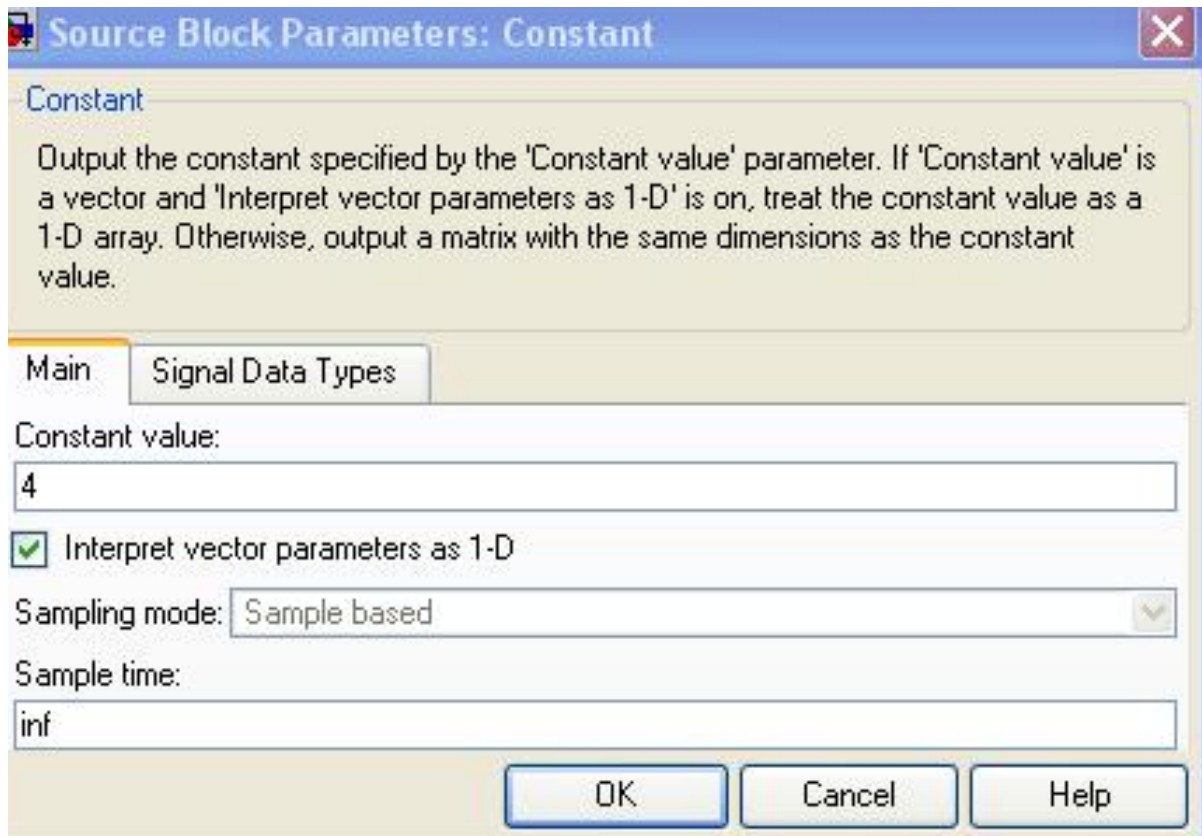 Source Block Parameters: Constant
Constant
Output the constant specified by the 'Constant value' parameter. If 'Constant value' is
a vector and 'Interpret vector parameters as 1-D' is on, treat the constant value as a
1-D array. Otherwise, output a matrix with the same dimensions as the constant
value.
Main Signal Data Types
Constant value:
4
Interpret vector parameters as 1-D
Sampling mode: Sample based
Sample time:
inf
OK Cancel Help